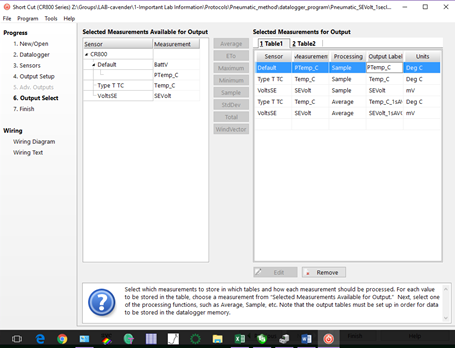 Short Cut (CR800 Series) Z:\Groups\LAB-cavender\1-Important Lab Information\Protocols\Pneumatic_method\datalogger_program\Pneumatic_SEVolt_1sec\
File Program Tools Help
Progress
1. New/Open
2. Datalogger
3. Sensors
4. Output Setup
5. Adv. Outputs
6. Output Select
7. Finish
Wiring
Wiring Diagram
Wiring Text
Selected Measurements Available for Output
Sensor Measurement
CR800
Default BattV
PTemp_C
Type T TC Temp_C
VoltsSE SEVolt
Average
ETo
Maximum
Minimum
Sample
StdDev
Total
WindVector
Selected Measurements for Output
1 Table1 2 Table2
Sensor Measurement Processing Output Label Units
Default PTemp_C Sample PTemp_C Deg C
Type T TC Temp_C Sample Temp_C Deg C
VoltsSE SEVolt Sample SEVolt mV
Type T TC Temp_C Average Temp_C_1sAV Deg C
VoltsSE SEVolt Average SEVolt_1sAV mV
Edit Remove
Select which measurements to store in which tables and how each measurement should be processed. For each value
to be stored in the table, choose a measurement from "Selected Measurements Available for Output." Next, select one
of the processing functions, such as Average, Sample, etc. Note that the output tables must be set up in order for data
to be stored in the datalogger memory.